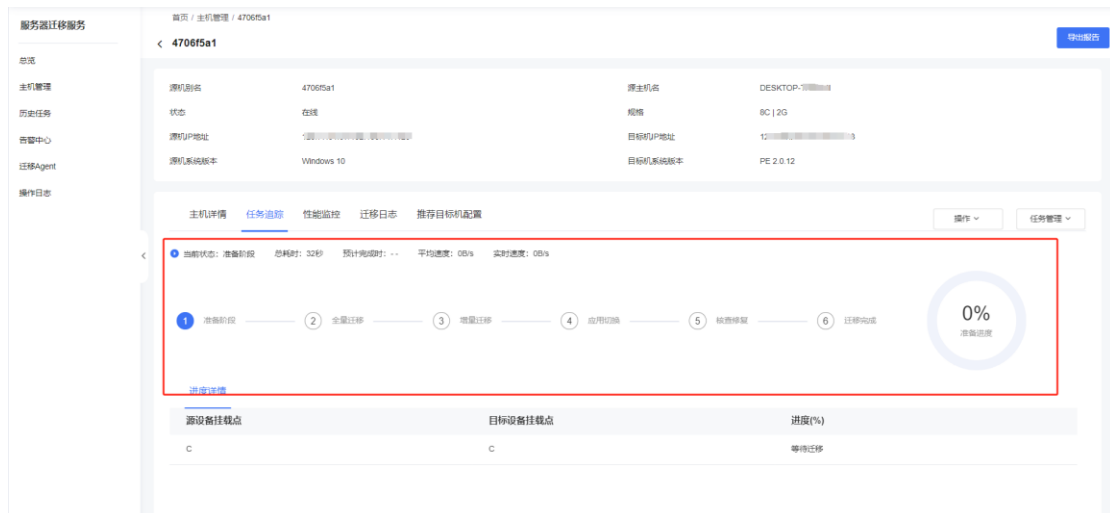 服务器迁移服务
总览
主机管理
历史任务
告警中心
迁移Agent
操作日志
首页 / 主机管理 / 4706f5a1
4706f5a1
导出报告
源机别名 4706f5a1 源主机名 DESKTOP-
状态 在线 规格 8C | 2G
源机IP地址 目标机IP地址
源机系统版本 Windows 10 目标机系统版本 PE 2.0.12
主机详情 任务追踪 性能监控 迁移日志 推荐目标机配置 操作 任务管理
当前状态：准备阶段 总耗时：32秒 预计完成时：-- 平均速度：0B/s 实时速度：0B/s
1 准备阶段 2 全量迁移 3 增量迁移 4 应用切换 5 核查修复 6 迁移完成
0%
准备进度
进度详情
源设备挂载点 目标设备挂载点 进度(%)
C C 等待迁移